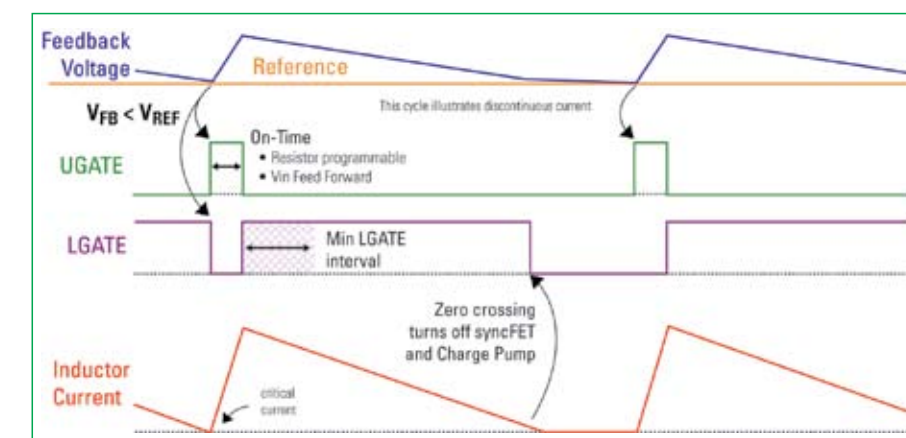 Feedback
Voltage
Reference
This cycle illustrates discontinuous current
VFB < VREF
On-Time
• Resistor programmable
• Vin Feed Forward
UGATE
LGATE
Min LGATE
interval
Zero crossing
turns off syncFET
and Charge Pump
Inductor
Current
critical
current